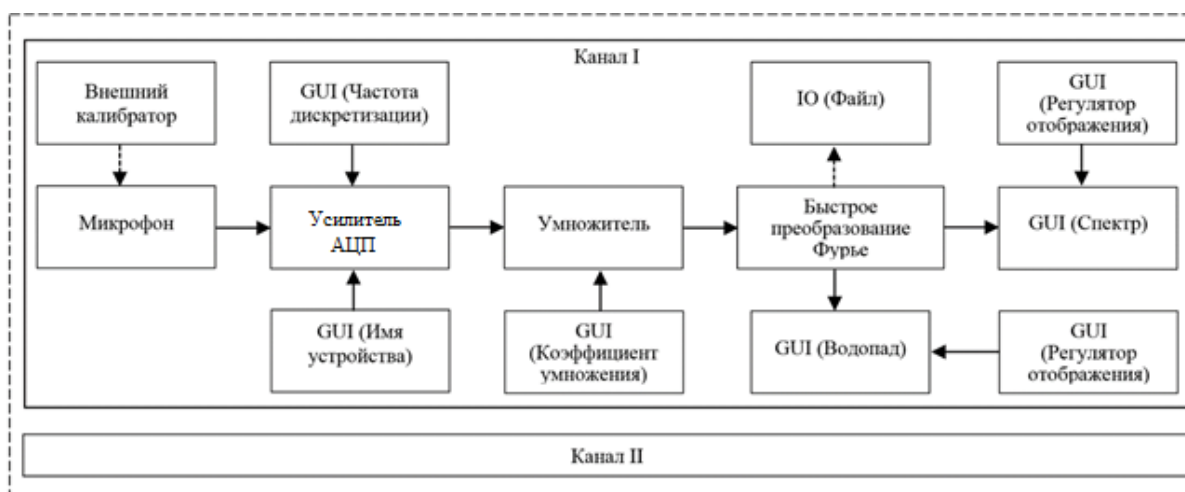 Канал I
Внешний
калибратор
GUI (Частота
дискретизации)
IO (Файл)
GUI
(Регулятор
отображения)
Микрофон
Усилитель
АЦП
Умножитель
Быстрое
преобразование
Фурье
GUI (Спектр)
GUI (Имя
устройства)
GUI
(Коэффициент
умножения)
GUI (Водопад)
GUI
(Регулятор
отображения)
Канал II